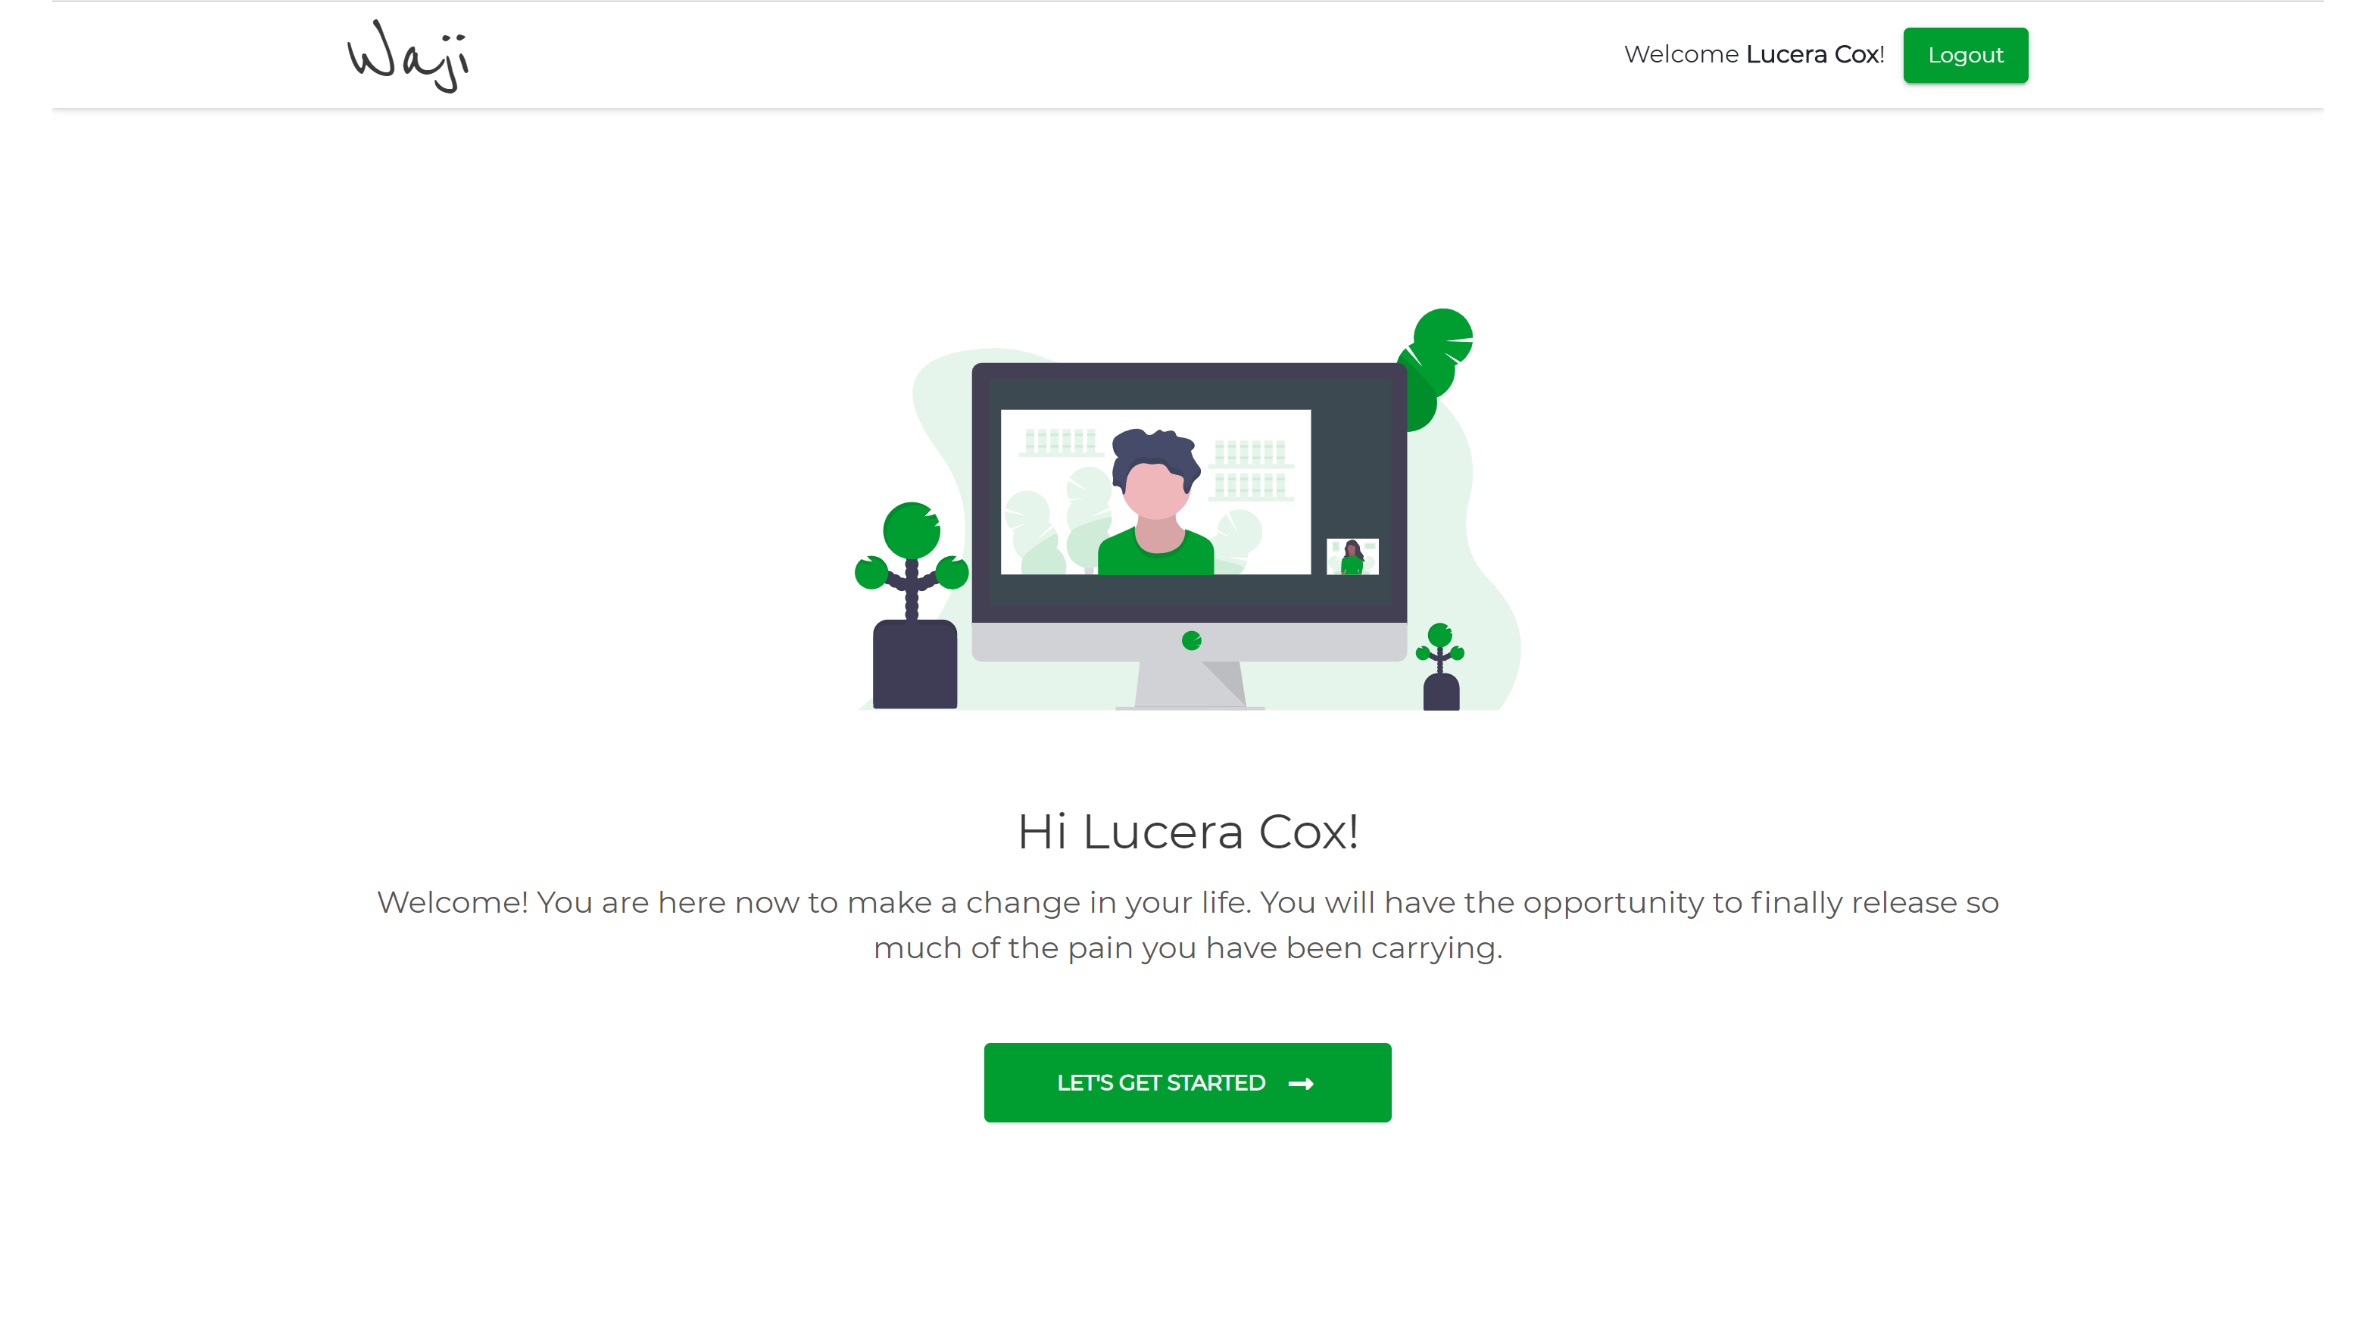 Waji
Welcome Lucera Cox!
Logout
Hi Lucera Cox!
Welcome! You are here now to make a change in your life. You will have the opportunity to finally release so
much of the pain you have been carrying.
LET'S GET STARTED